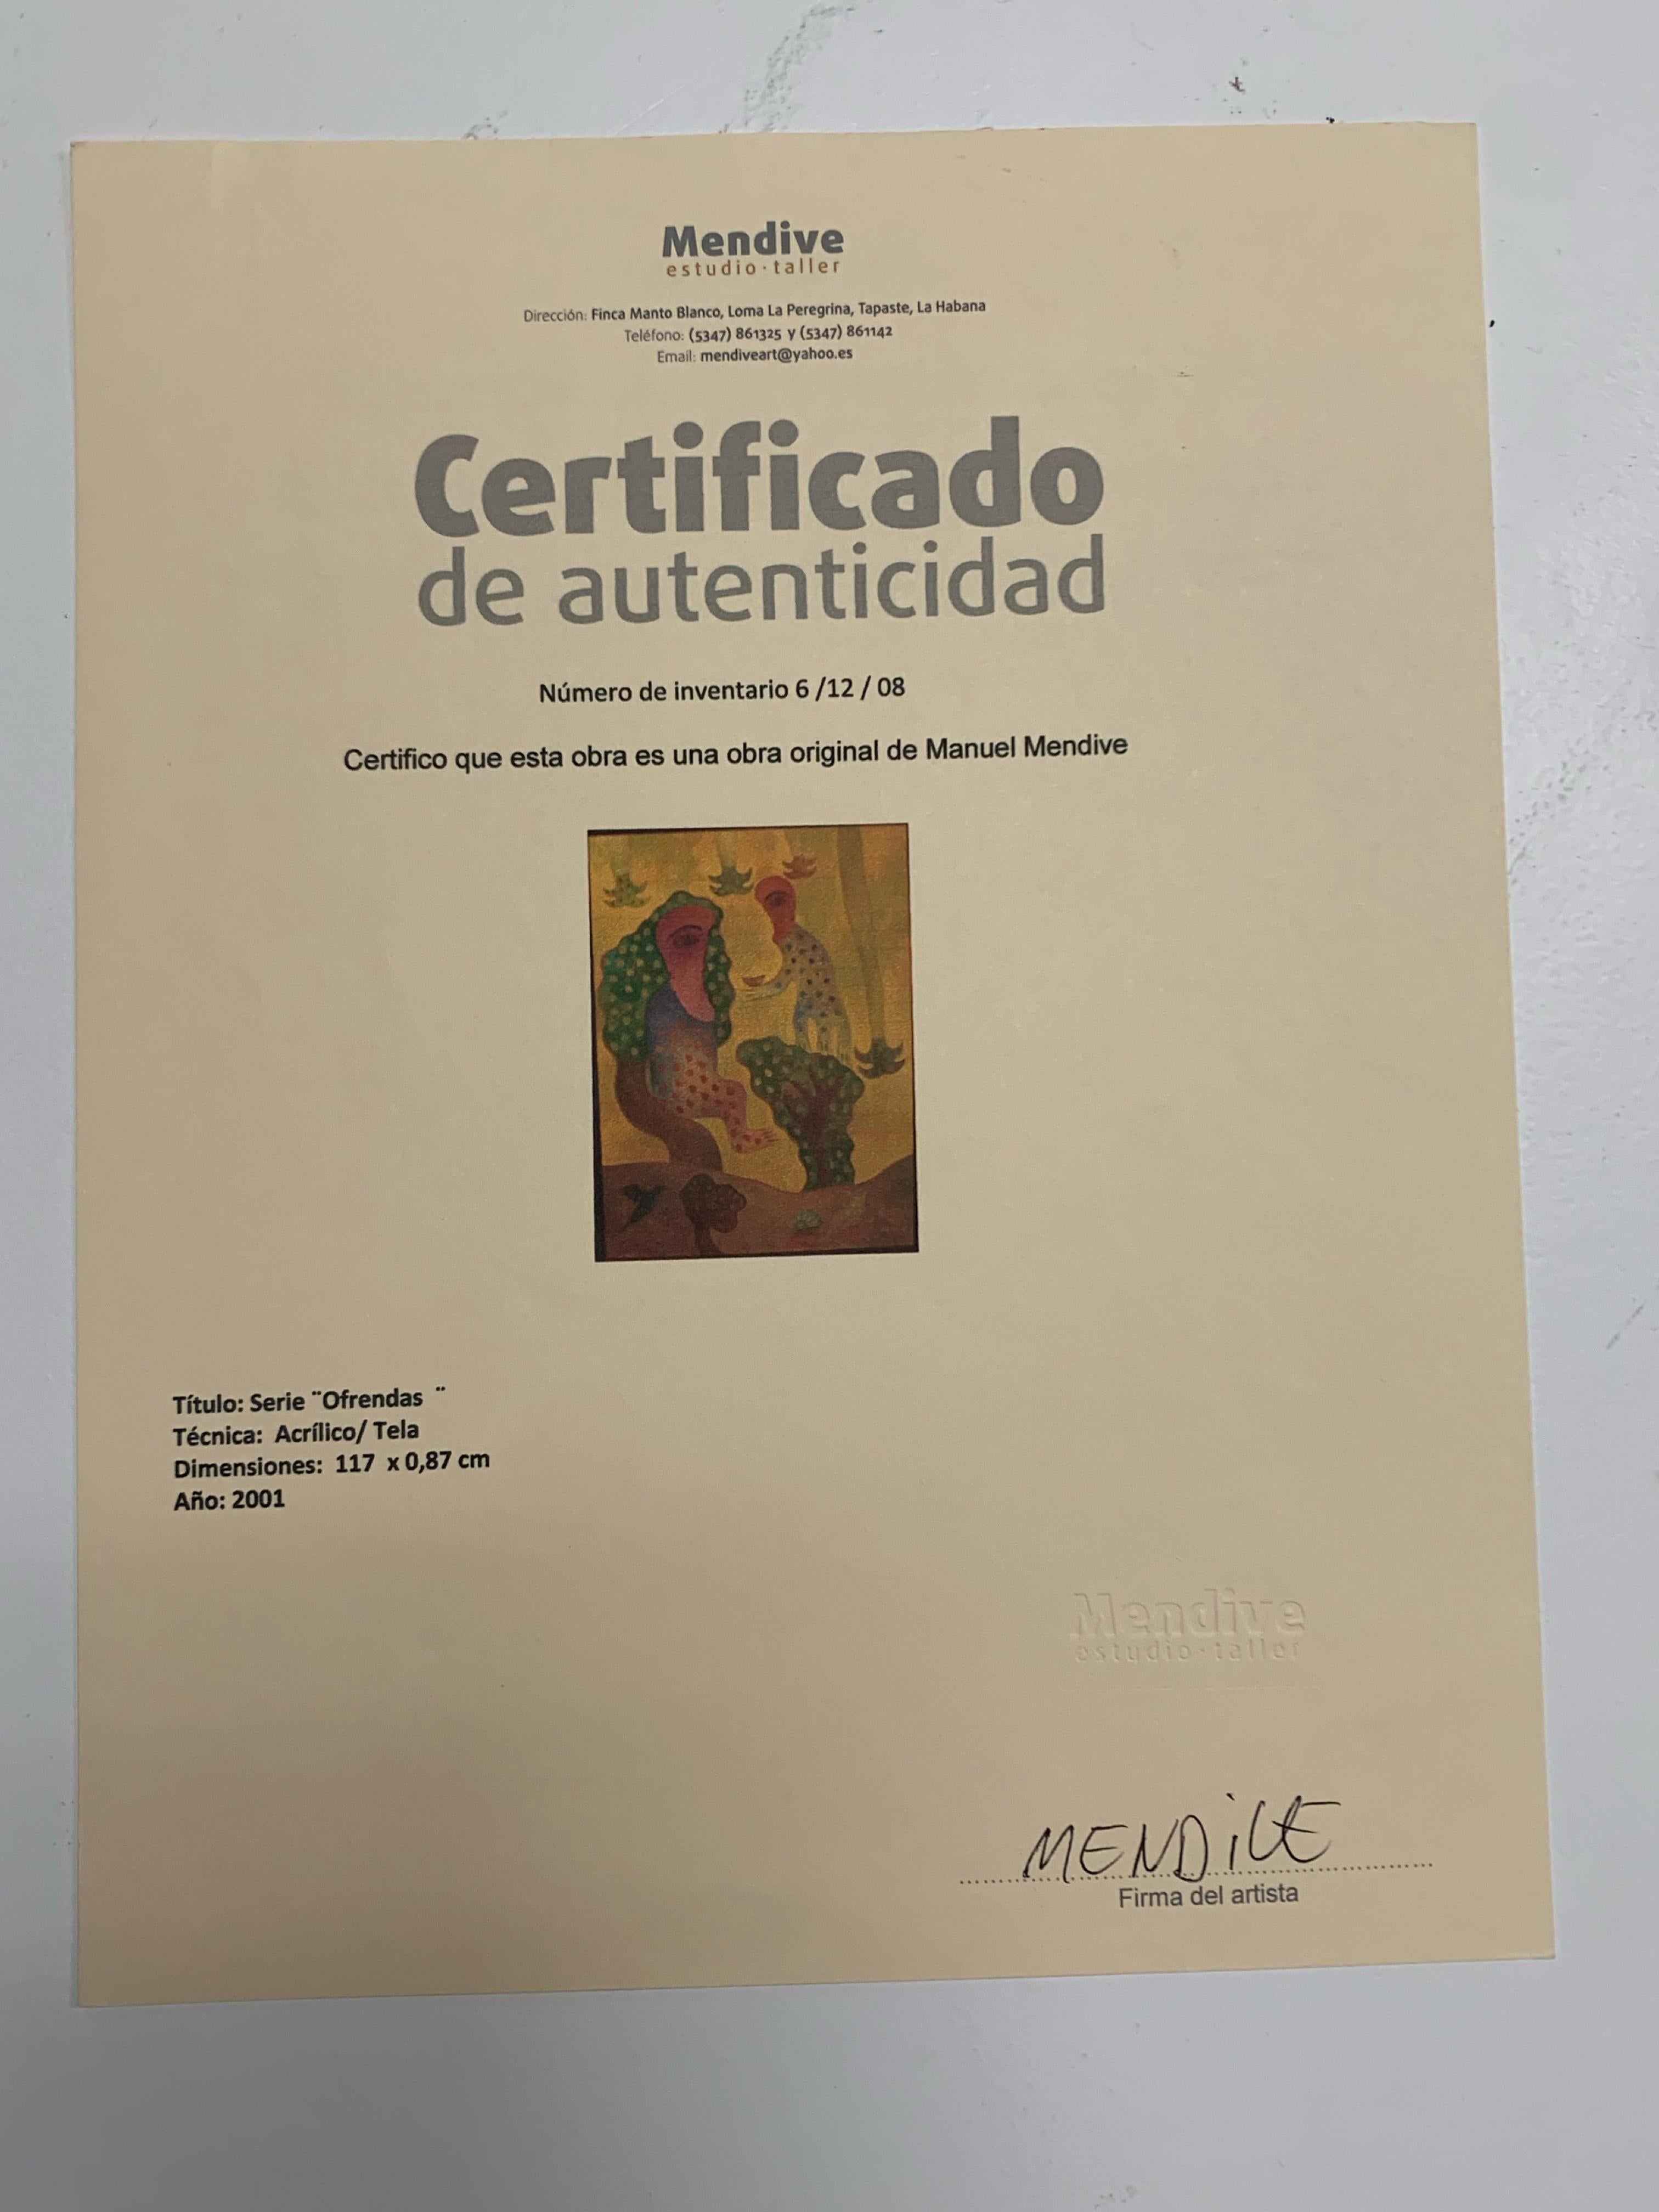 Mendive
estudio·taller
Dirección: Finca Manto Blanco, Loma La Peregrina, Tapaste, La Habana
Teléfono: (5347) 861325 y (5347) 861142
Email: mendiveart@yahoo.es
Certificado
de autenticidad
Número de inventario 6 /12 / 08
Certifico que esta obra es una obra original de Manuel Mendive
Título: Serie ¨Ofrendas ¨
Técnica: Acrílico/ Tela
Dimensiones: 117 x 0,87 cm
Año: 2001
Mendive
estudio·taller
MENDiVE
Firma del artista